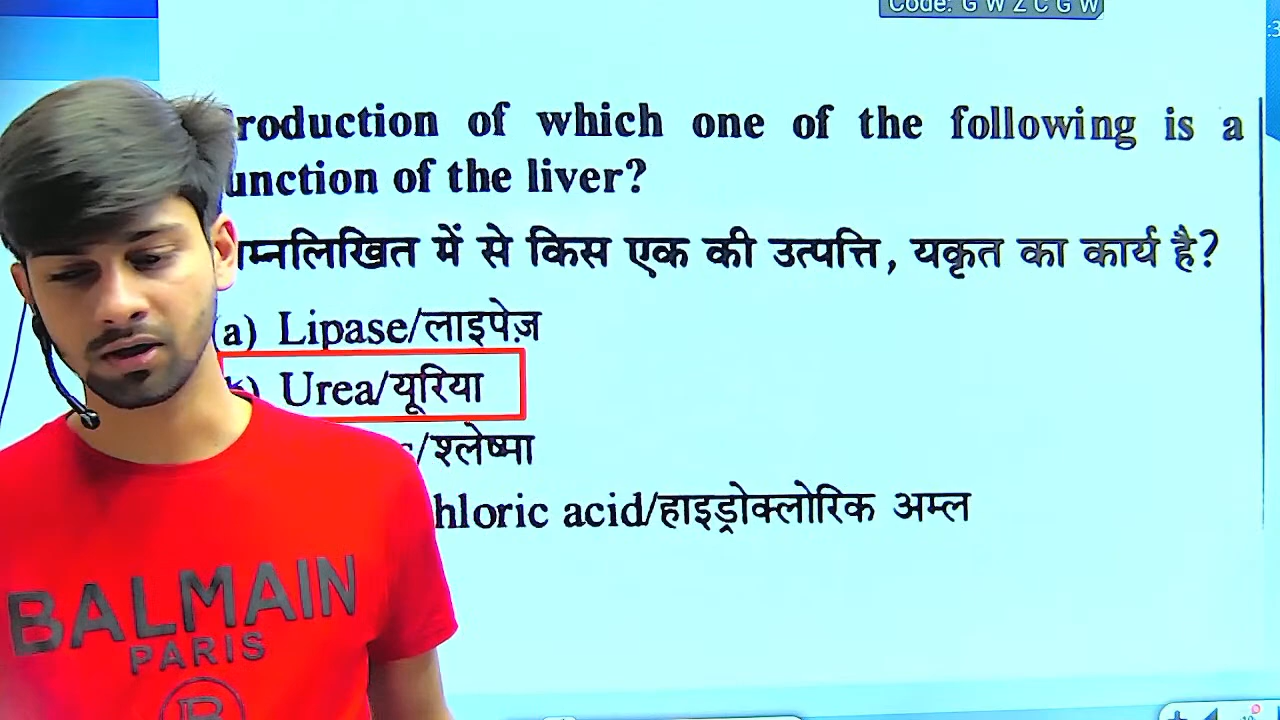 Code: G W Z C G W
roduction of which one of the following is a
unction of the liver?
म्नलिखित में से किस एक की उत्पत्ति, यकृत का कार्य है?
(a) Lipase/लाइपेज़
b) Urea/यूरिया
/श्लेष्मा
hloric acid/हाइड्रोक्लोरिक अम्ल
BALMAIN
PARIS